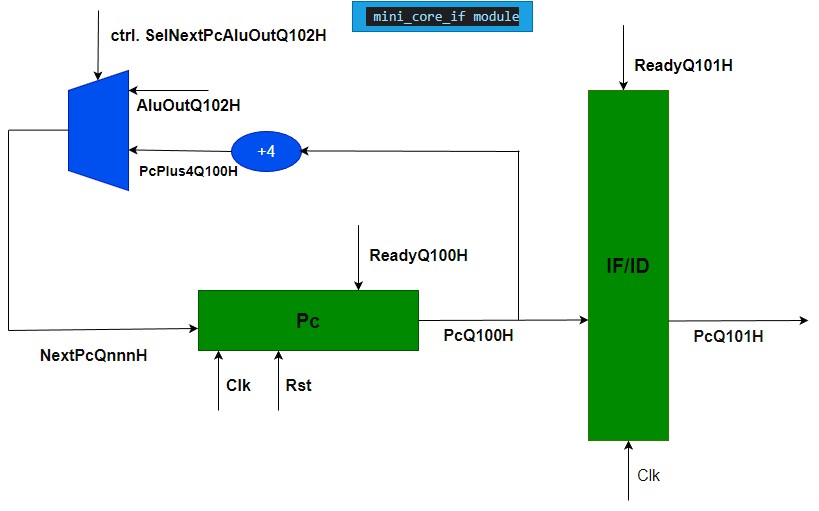 mini_core_if module
ctrl. SelNextPcAluOutQ102H
ReadyQ101H
AluOutQ102H
+4
PcPlus4Q100H
ReadyQ100H
IF/ID
Pc
PcQ100H
PcQ101H
NextPcQnnnH
Clk
Rst
Clk